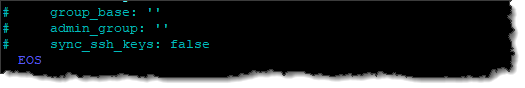 #     group_base: ''
#     admin_group: ''
#     sync_ssh_keys: false
  EOS